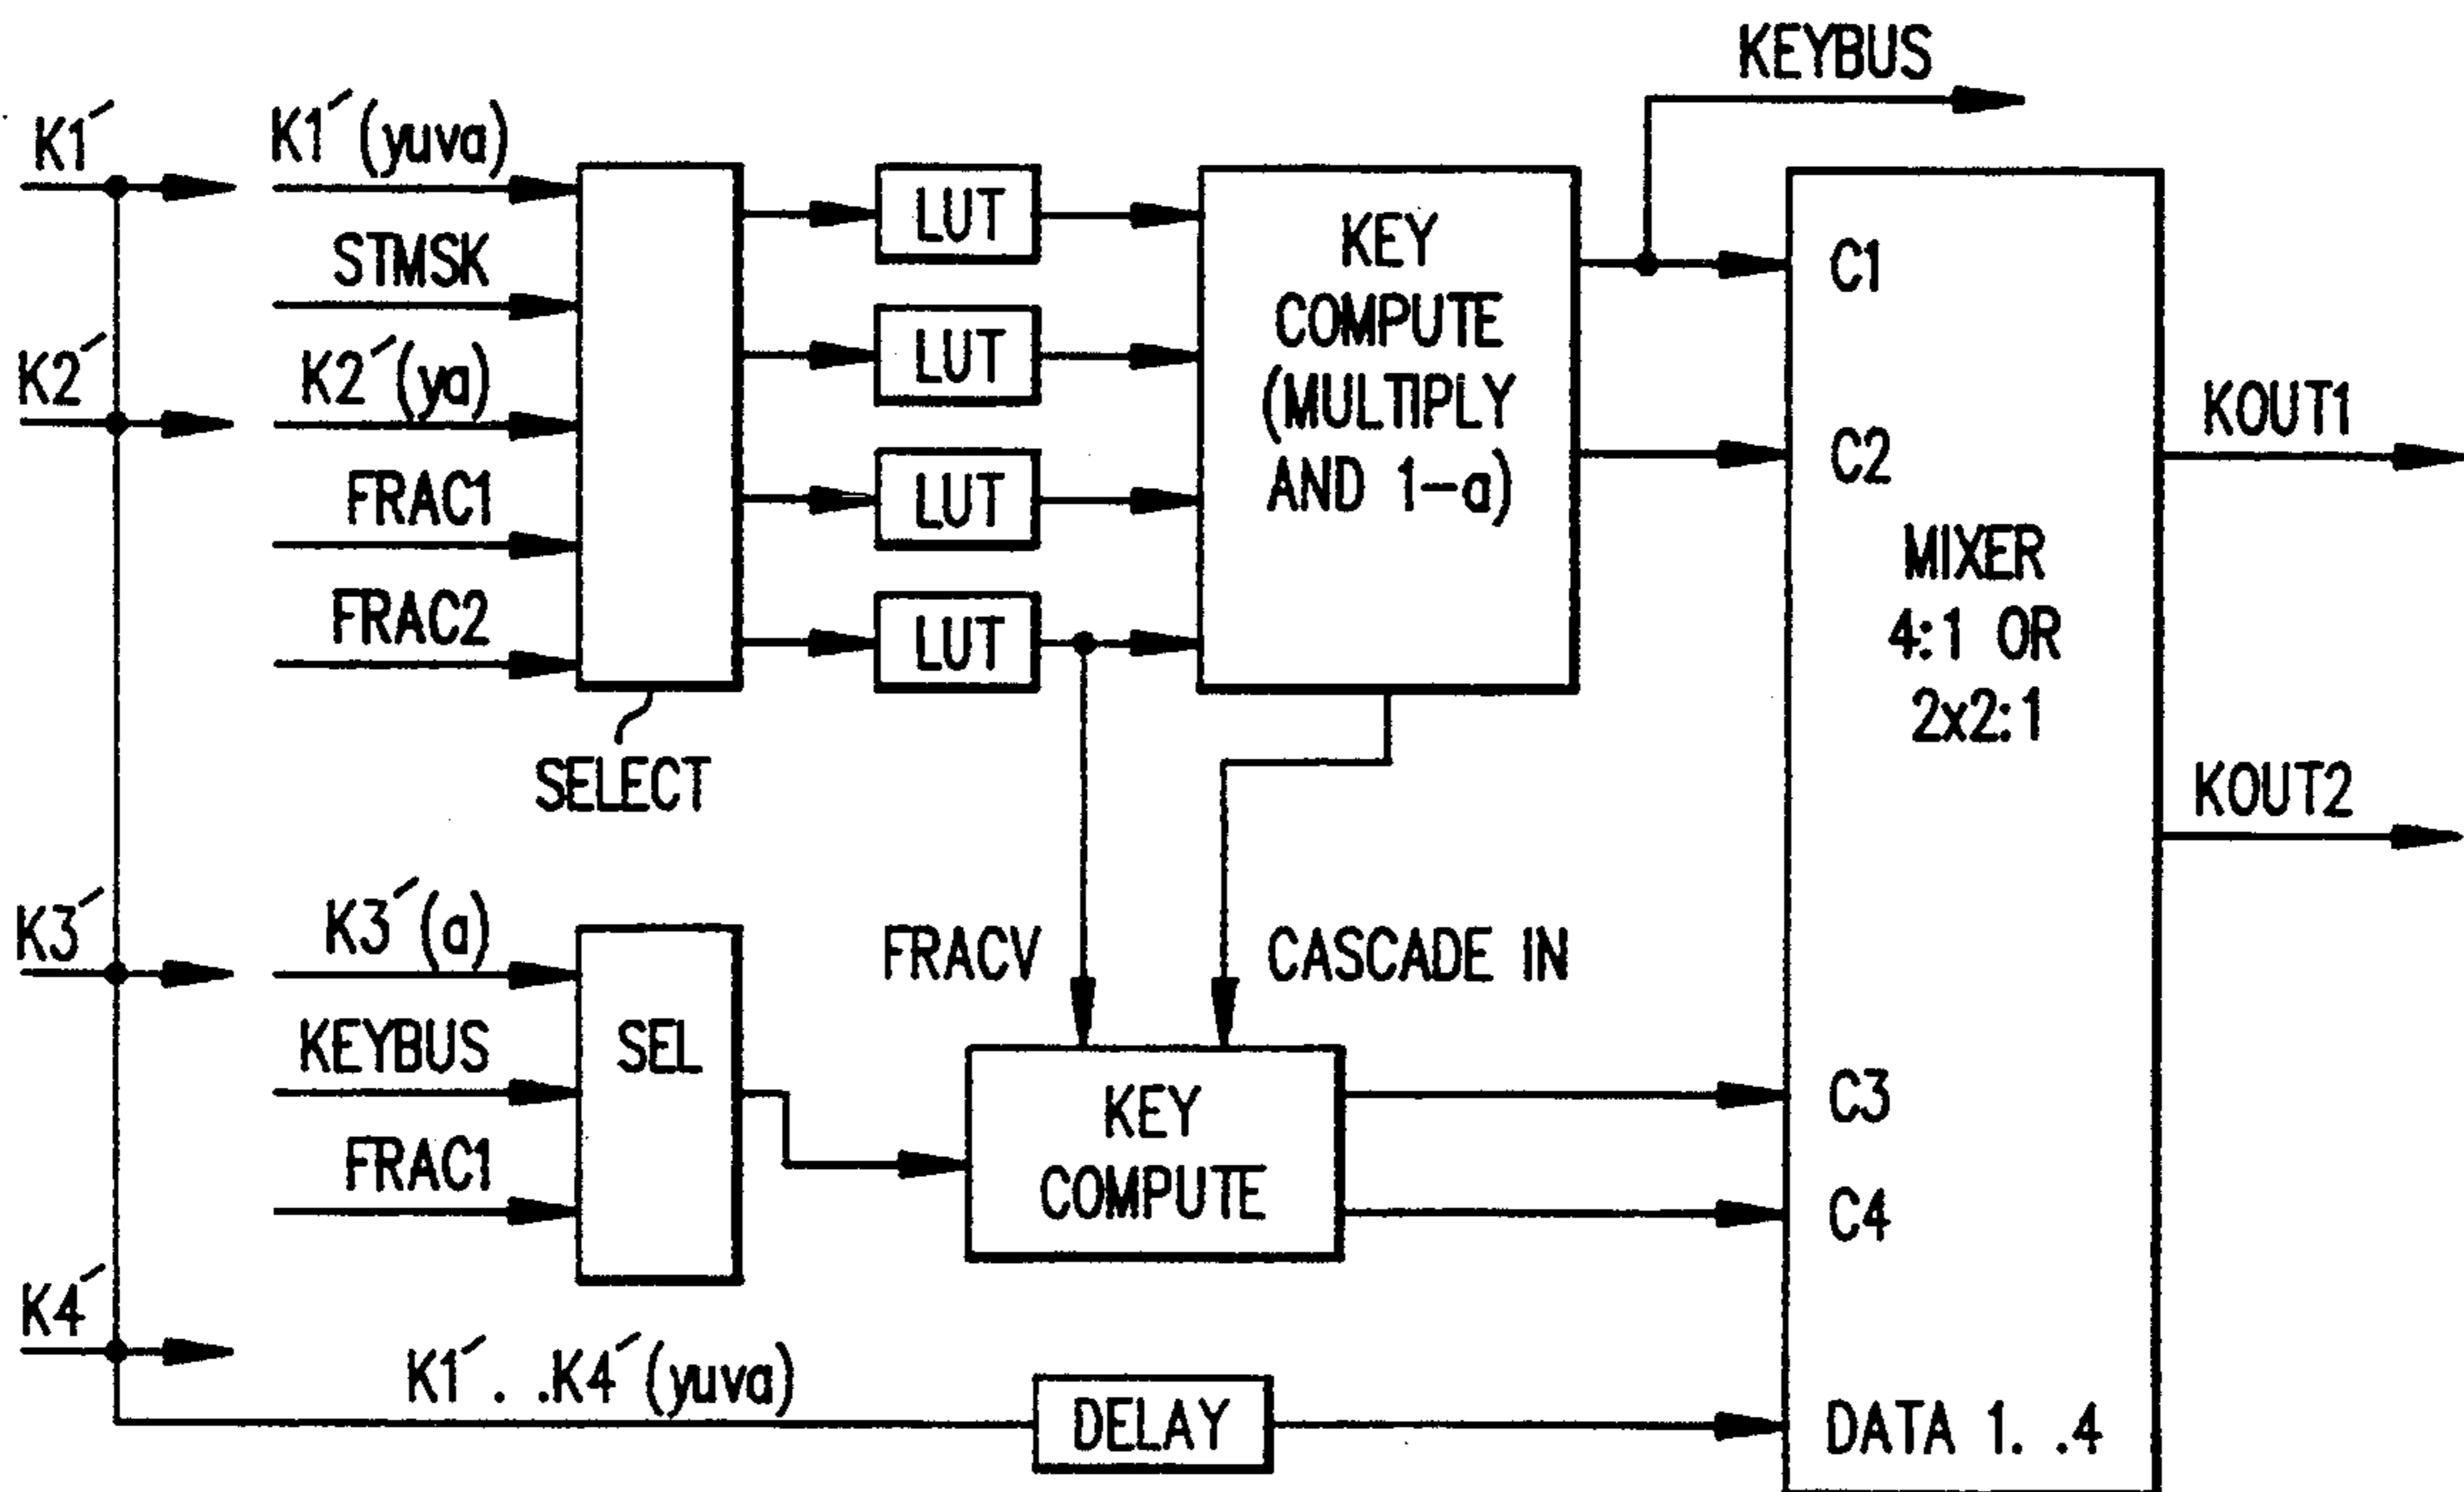 KEYBUS
K1´
K1´(yuva)
STMSK
K2´
K2´(ya)
FRAC1
FRAC2
SELECT
LUT
LUT
LUT
LUT
KEY
COMPUTE
(MULTIPLY
AND 1-a)
C1
C2
MIXER
4:1 OR
2x2:1
KOUT1
KOUT2
K3´
K3´(a)
KEYBUS
FRAC1
SEL
FRACV
CASCADE IN
KEY
COMPUTE
C3
C4
K4´
K1´. .K4´(yuva)
DELAY
DATA 1. .4